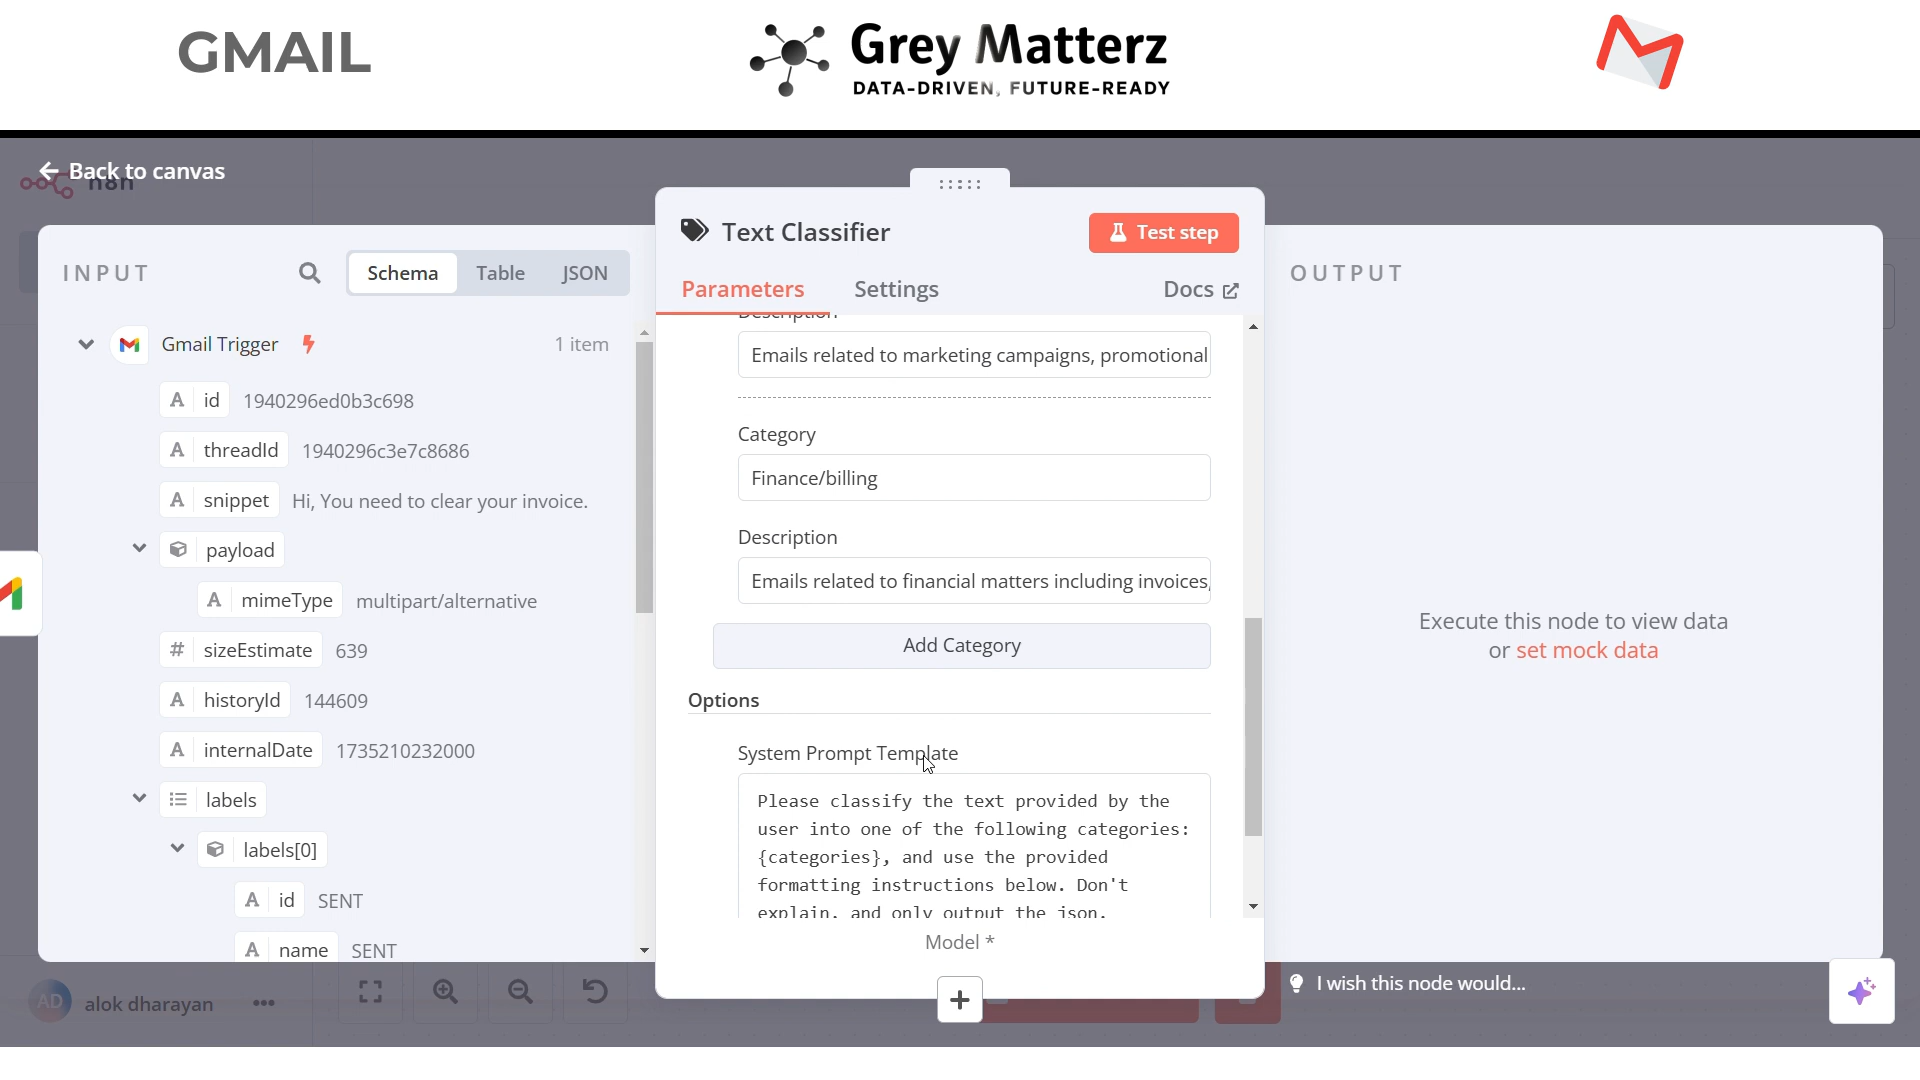 GMAIL
Grey Matterz
DATA-DRIVEN, FUTURE-READY
Back to canvas
n8n
Text Classifier
Test step
INPUT
Schema
Table
JSON
Parameters
Settings
Docs
OUTPUT
Gmail Trigger
1 item
Description
Emails related to marketing campaigns, promotional
A id 1940296ed0b3c698
Category
A threadId 1940296c3e7c8686
Finance/billing
A snippet Hi, You need to clear your invoice.
Description
payload
Emails related to financial matters including invoices,
A mimeType multipart/alternative
Execute this node to view data
or set mock data
Add Category
# sizeEstimate 639
A historyId 144609
Options
A internalDate 1735210232000
System Prompt Template
labels
Please classify the text provided by the
user into one of the following categories:
{categories}, and use the provided
formatting instructions below. Don't
explain, and only output the json.
labels[0]
A id SENT
A name SENT
Model *
AD alok dharayan
I wish this node would...